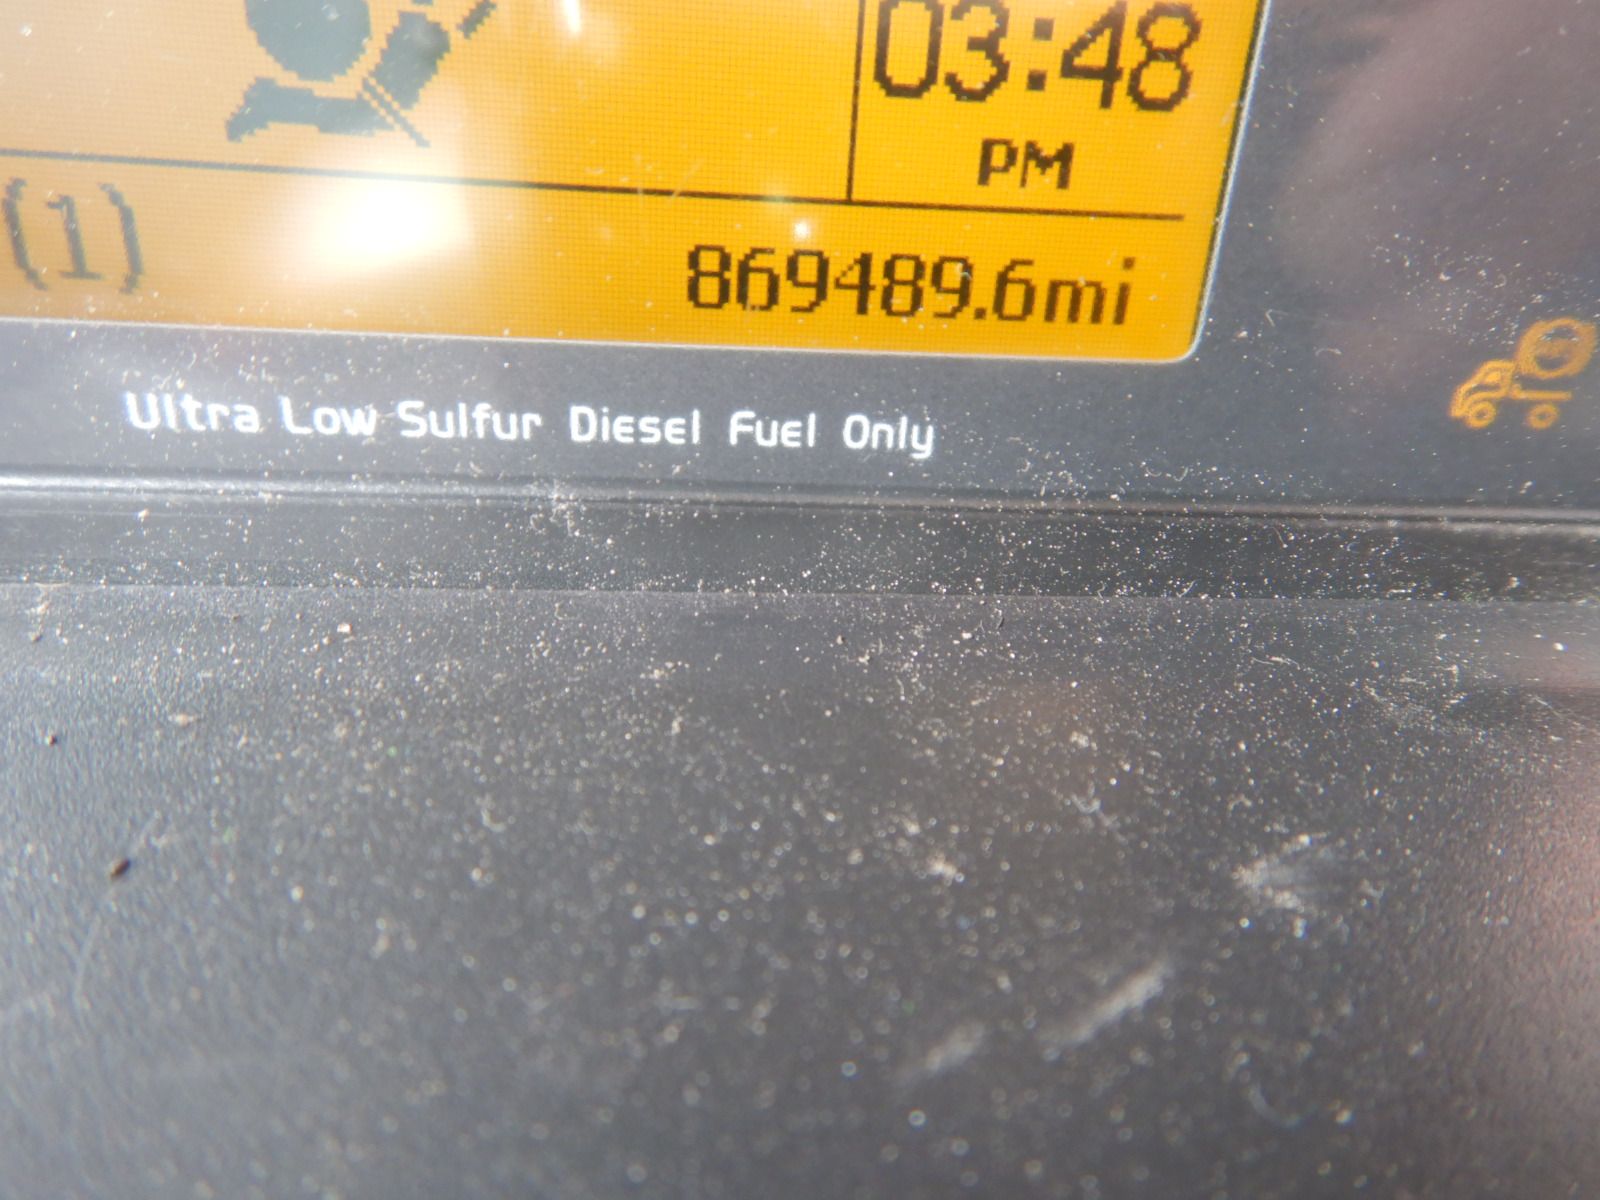 03:48
PM
(1)
869489.6mi
Ultra Low Sulfur Diesel Fuel Only